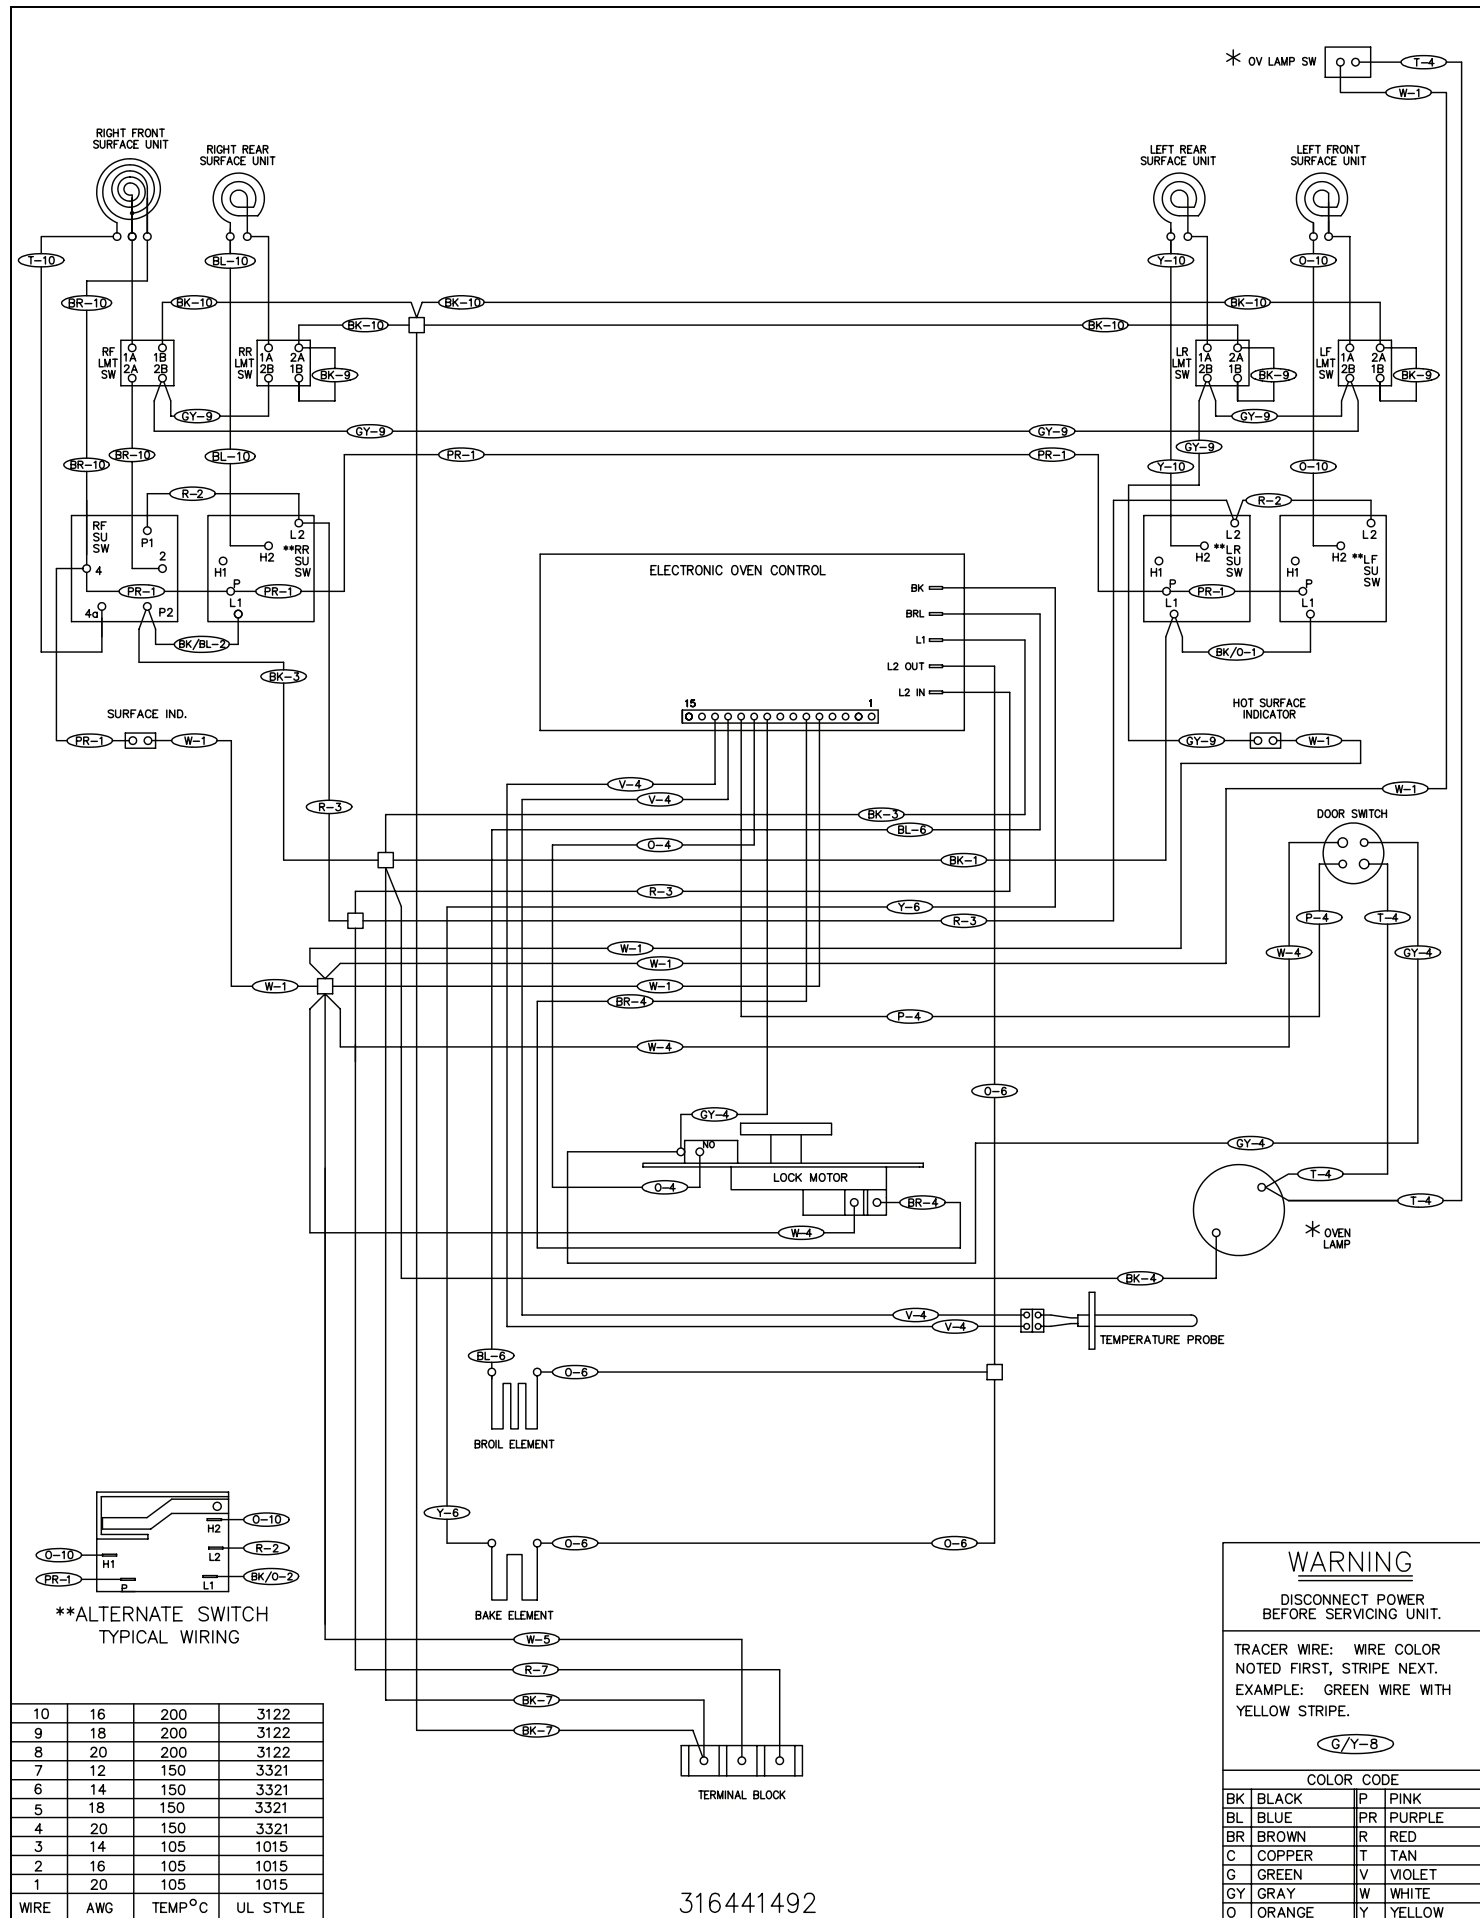 OV LAMP SW
T-4
W-1
RIGHT FRONT
SURFACE UNIT
RIGHT REAR
SURFACE UNIT
LEFT REAR
SURFACE UNIT
LEFT FRONT
SURFACE UNIT
T-10
BL-10
Y-10
O-10
BR-10
BK-10
BK-10
BK-10
BK-10
BK-10
BK-10
RF
LMT
SW
1A 1B
2A 2B
RR
LMT
SW
1A 2A
2B 1B
BK-9
LR
LMT
SW
1A 2A
2B 1B
BK-9
LF
LMT
SW
1A 2A
2B 1B
BK-9
GY-9
GY-9
GY-9
GY-9
GY-9
BR-10
BR-10
BL-10
PR-1
PR-1
Y-10
O-10
R-2
R-2
RF
SU
SW
P1
2
4
4a
P2
PR-1
L2
H2
H1
**RR
SU
SW
P
L1
PR-1
BK/BL-2
BK-3
L2
H2
H1
**LR
SU
SW
P
L1
PR-1
L2
H2
H1
**LF
SU
SW
P
L1
BK/O-1
ELECTRONIC OVEN CONTROL
BK
BRL
L1
L2 OUT
L2 IN
15
1
SURFACE IND.
PR-1
W-1
HOT SURFACE
INDICATOR
GY-9
W-1
V-4
V-4
R-3
BK-3
BL-6
O-4
BK-1
R-3
Y-6
R-3
W-1
DOOR SWITCH
P-4
T-4
W-4
GY-4
W-1
W-1
W-1
W-1
BR-4
P-4
W-4
O-6
GY-4
NO
LOCK MOTOR
O-4
BR-4
W-4
GY-4
T-4
T-4
OVEN
LAMP
BK-4
V-4
V-4
TEMPERATURE PROBE
BL-6
O-6
BROIL ELEMENT
Y-6
O-6
O-6
BAKE ELEMENT
H2
O-10
O-10
H1
L2
R-2
PR-1
P
L1
BK/O-2
**ALTERNATE SWITCH
TYPICAL WIRING
W-5
R-7
BK-7
BK-7
TERMINAL BLOCK
10 16 200 3122
9 18 200 3122
8 20 200 3122
7 12 150 3321
6 14 150 3321
5 18 150 3321
4 20 150 3321
3 14 105 1015
2 16 105 1015
1 20 105 1015
WIRE AWG TEMP°C UL STYLE
316441492
WARNING
DISCONNECT POWER
BEFORE SERVICING UNIT.
TRACER WIRE: WIRE COLOR
NOTED FIRST, STRIPE NEXT.
EXAMPLE: GREEN WIRE WITH
YELLOW STRIPE.
G/Y-8
COLOR CODE
BK BLACK P PINK
BL BLUE PR PURPLE
BR BROWN R RED
C COPPER T TAN
G GREEN V VIOLET
GY GRAY W WHITE
O ORANGE Y YELLOW